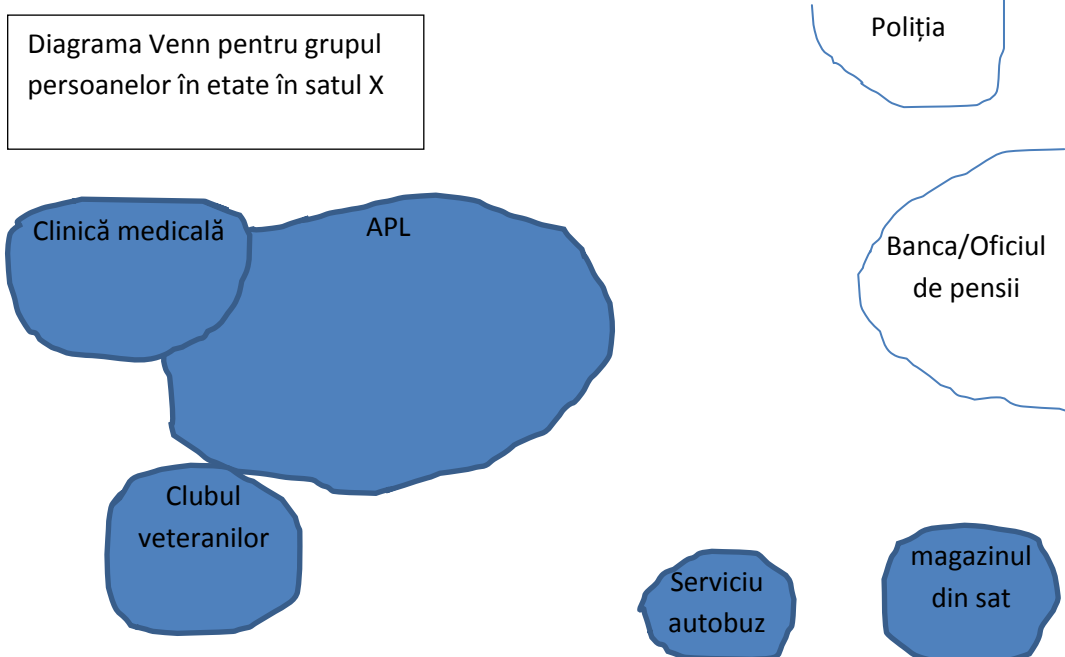 Diagrama Venn pentru grupul
persoanelor în etate în satul X
Poliția
Clinică medicală
APL
Banca/Oficiul
de pensii
Clubul
veteranilor
Serviciu
autobuz
magazinul
din sat